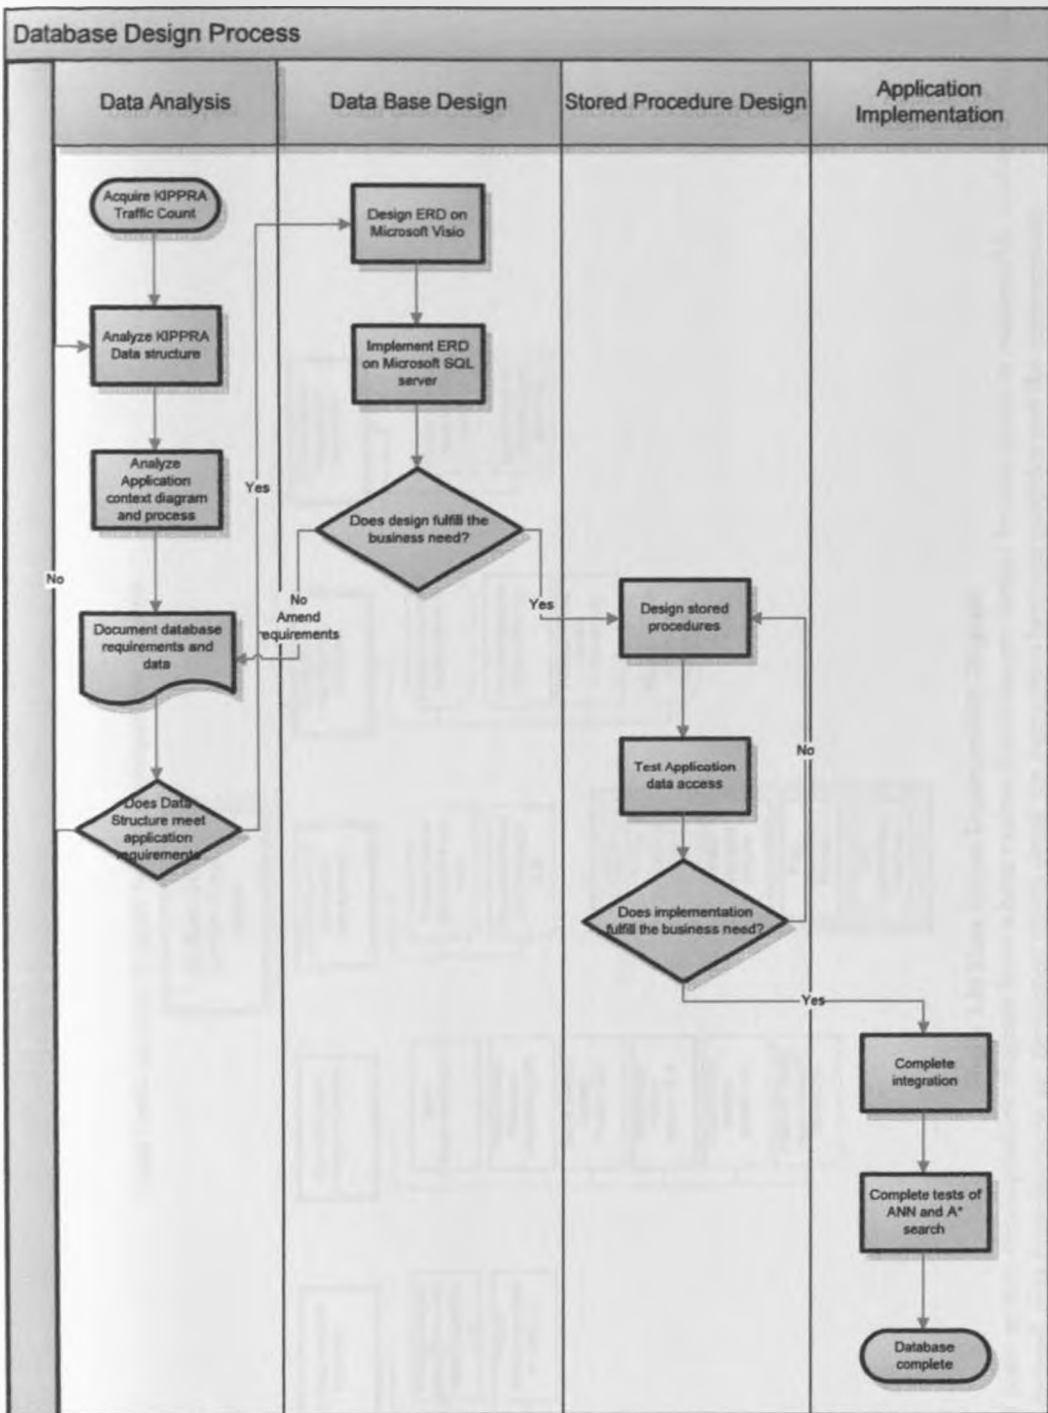 Database Design Process
Data Analysis
Data Base Design
Stored Procedure Design
Application
Implementation
Acquire KIPPRA
Traffic Count
Analyze KIPPRA
Data structure
Analyze
Application
context diagram
and process
No
Document database
requirements and
data
Does Data
Structure meet
application
requirements
Yes
Design ERD on
Microsoft Visio
Implement ERD
on Microsoft SQL
server
Does design fulfill the
business need?
No
Amend
requirements
Yes
Design stored
procedures
Test Application
data access
No
Does implementation
fulfill the business need?
Yes
Complete
integration
Complete tests of
ANN and A*
search
Database
complete